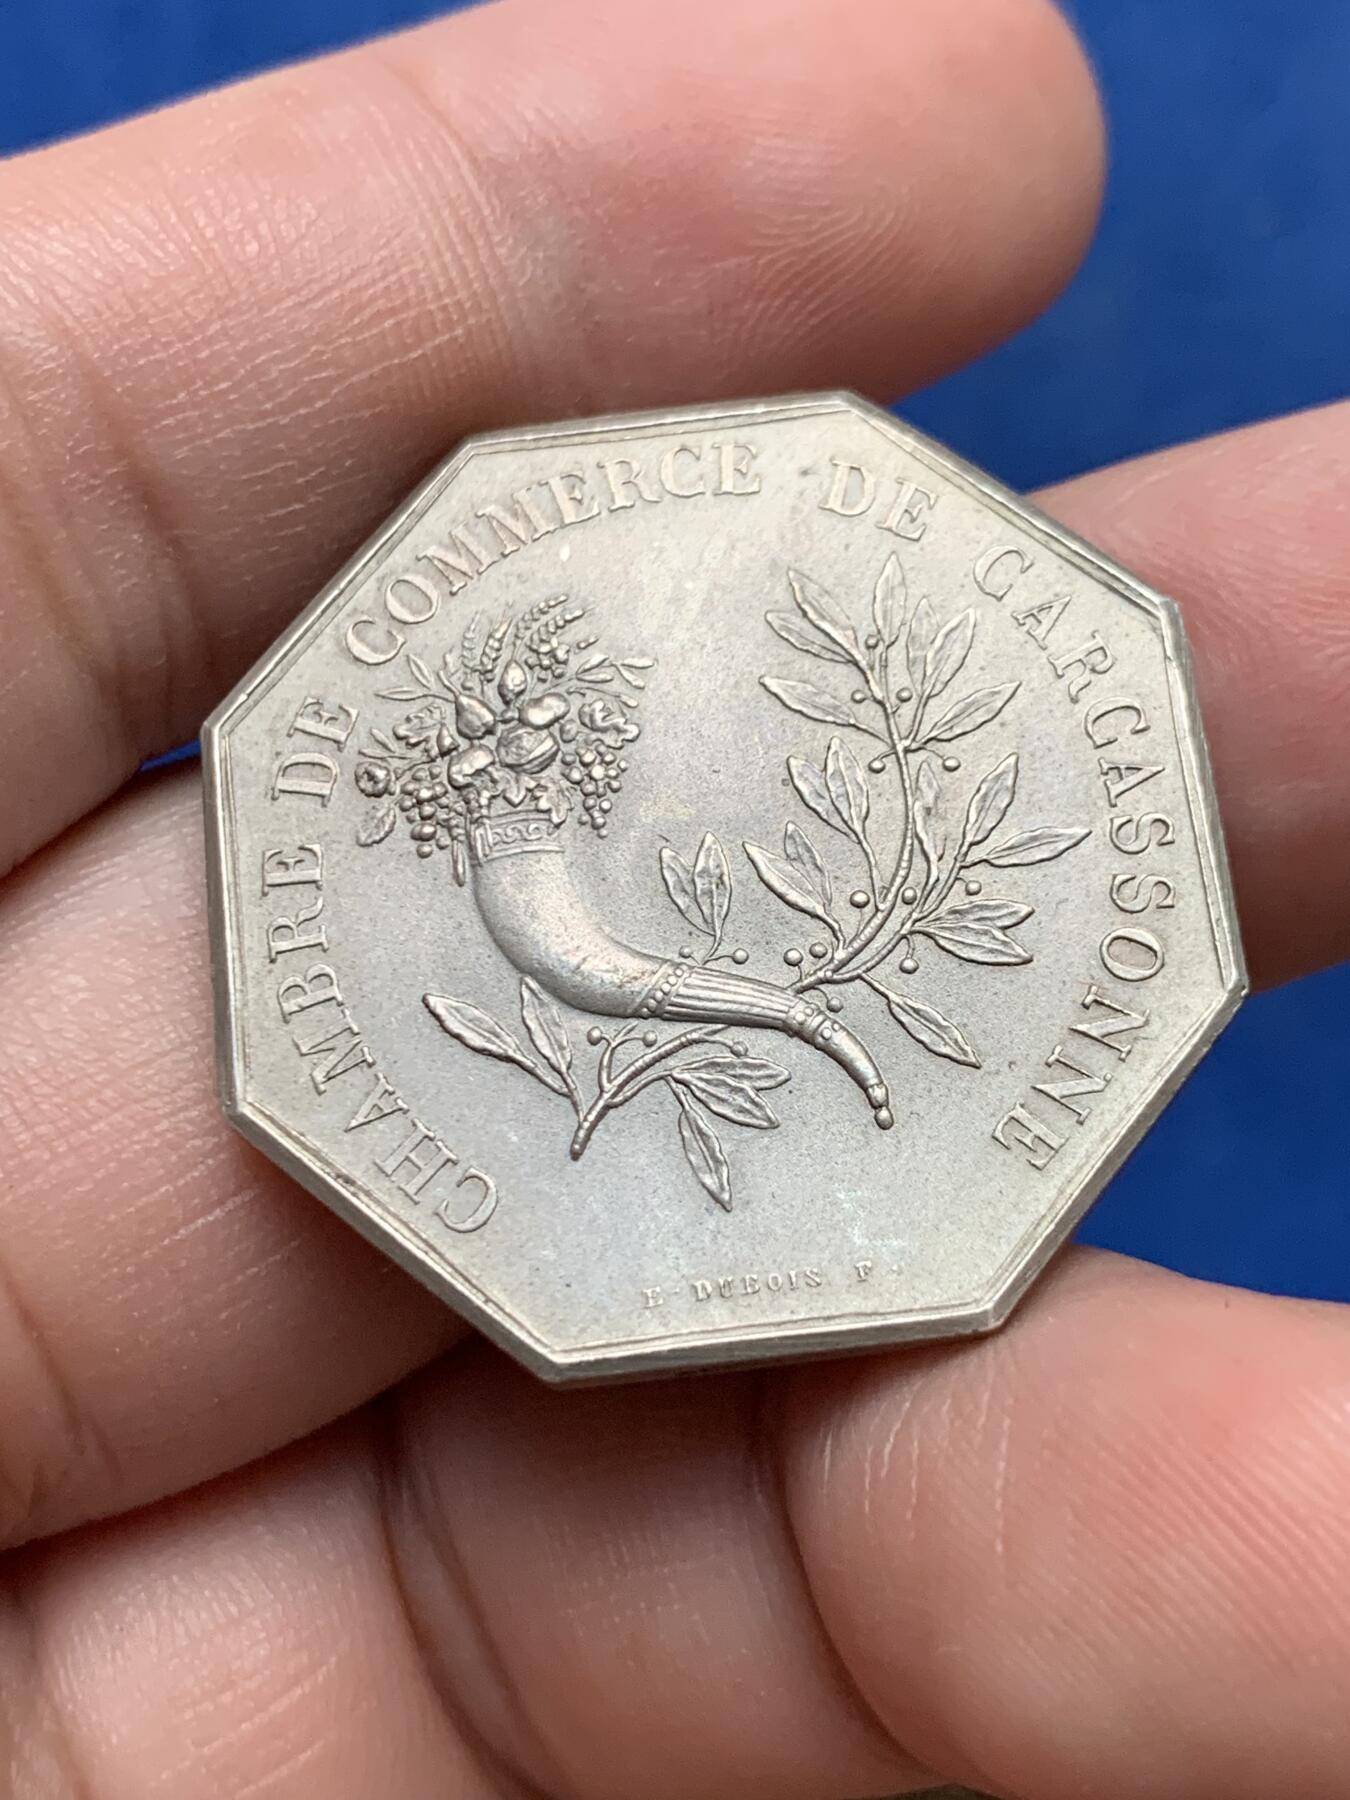 CHAMBRE DE COMMERCE DE CARCASSONNE
E · DUBOIS F ·